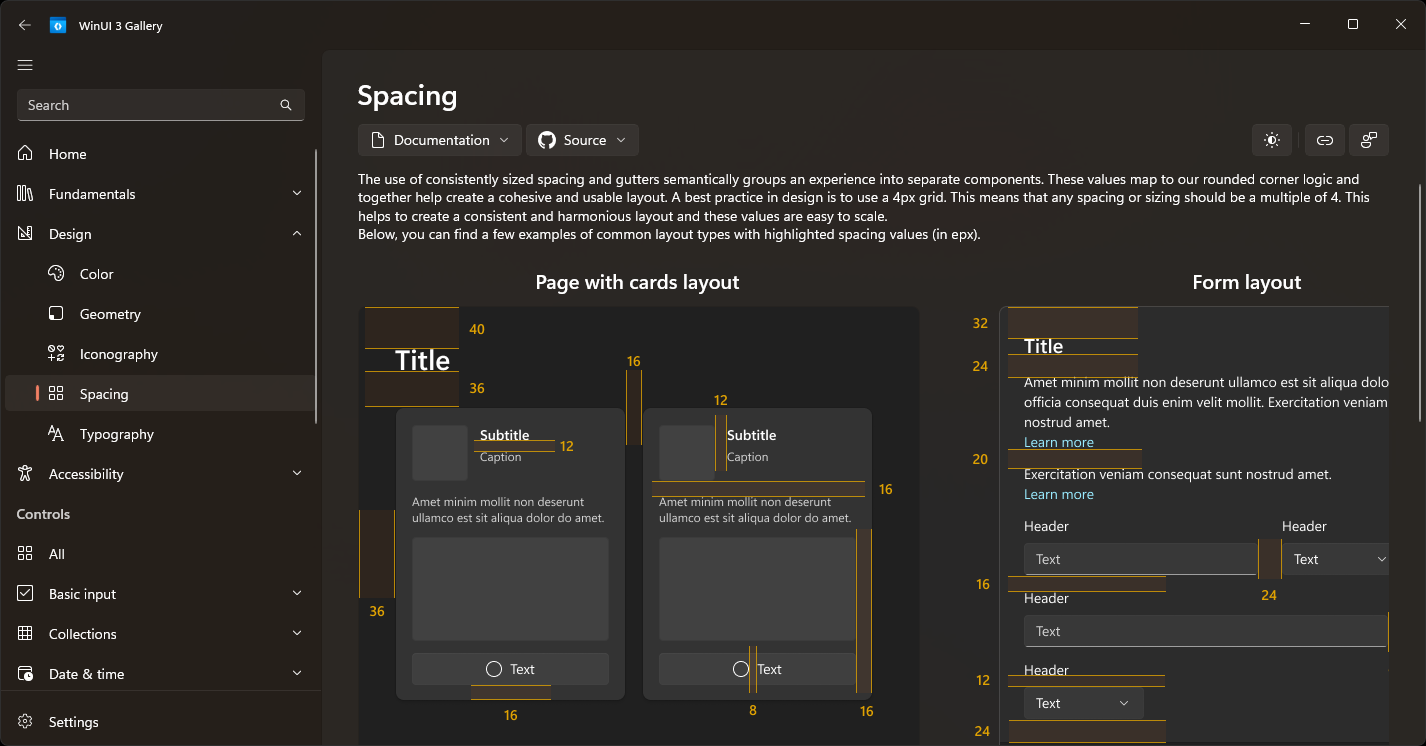 WinUI 3 Gallery
Search
Home
Fundamentals
Design
Color
Geometry
Iconography
Spacing
Typography
Accessibility
Controls
All
Basic input
Collections
Date & time
Settings
Spacing
Documentation
Source
The use of consistently sized spacing and gutters semantically groups an experience into separate components. These values map to our rounded corner logic and
together help create a cohesive and usable layout. A best practice in design is to use a 4px grid. This means that any spacing or sizing should be a multiple of 4. This
helps to create a consistent and harmonious layout and these values are easy to scale.
Below, you can find a few examples of common layout types with highlighted spacing values (in epx).
Page with cards layout
40
Title
36
16
12
Subtitle
12
Caption
Subtitle
Caption
16
Amet minim mollit non deserunt
ullamco est sit aliqua dolor do amet.
Amet minim mollit non deserunt
ullamco est sit aliqua dolor do amet.
36
Text
Text
16
8
16
Form layout
32
Title
24
Amet minim mollit non deserunt ullamco est sit aliqua dolo
officia consequat duis enim velit mollit. Exercitation veniam
nostrud amet.
Learn more
20
Exercitation veniam consequat sunt nostrud amet.
Learn more
Header
Header
Text
Text
16
24
Header
Text
Header
12
Text
24